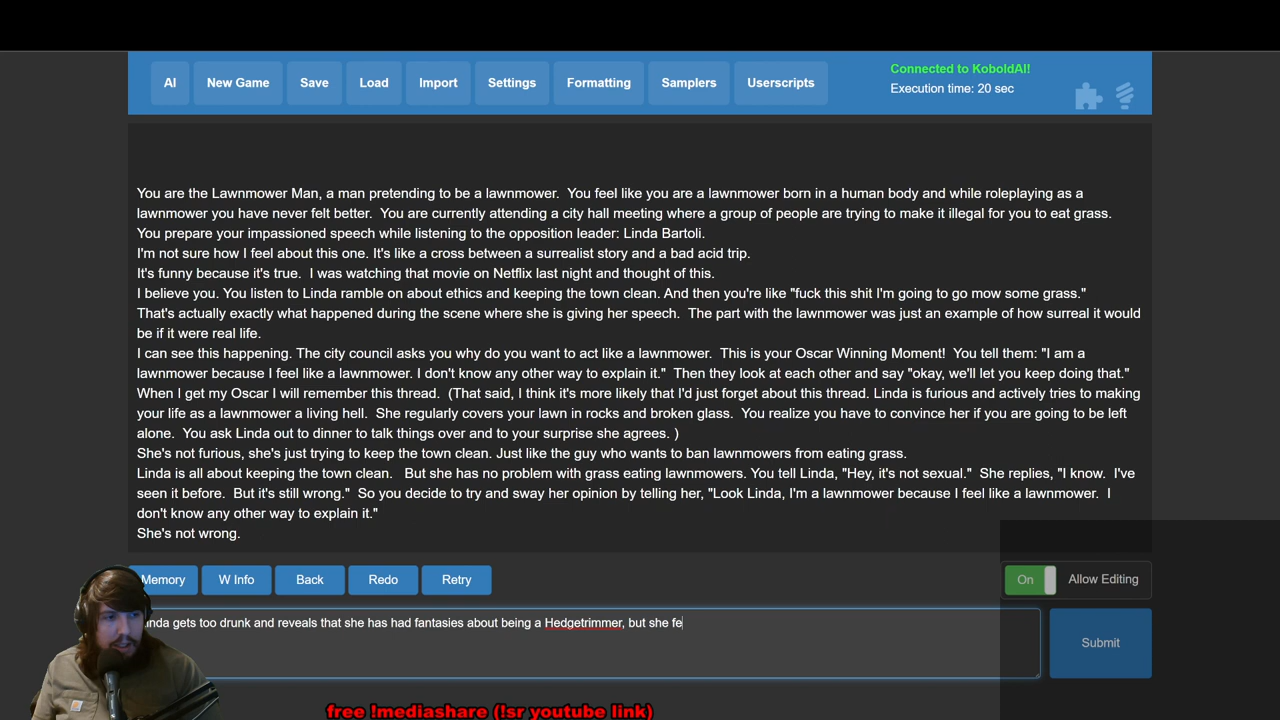 AI New Game Save Load Import Settings Formatting Samplers Userscripts
Connected to KoboldAI!
Execution time: 20 sec
You are the Lawnmower Man, a man pretending to be a lawnmower.  You feel like you are a lawnmower born in a human body and while roleplaying as a
lawnmower you have never felt better.  You are currently attending a city hall meeting where a group of people are trying to make it illegal for you to eat grass.
You prepare your impassioned speech while listening to the opposition leader: Linda Bartoli.
I'm not sure how I feel about this one. It's like a cross between a surrealist story and a bad acid trip.
It's funny because it's true.  I was watching that movie on Netflix last night and thought of this.
I believe you. You listen to Linda ramble on about ethics and keeping the town clean. And then you're like "fuck this shit I'm going to go mow some grass."
That's actually exactly what happened during the scene where she is giving her speech.  The part with the lawnmower was just an example of how surreal it would
be if it were real life.
I can see this happening. The city council asks you why do you want to act like a lawnmower.  This is your Oscar Winning Moment!  You tell them: "I am a
lawnmower because I feel like a lawnmower. I don't know any other way to explain it."  Then they look at each other and say "okay, we'll let you keep doing that."
When I get my Oscar I will remember this thread.  (That said, I think it's more likely that I'd just forget about this thread. Linda is furious and actively tries to making
your life as a lawnmower a living hell.  She regularly covers your lawn in rocks and broken glass.  You realize you have to convince her if you are going to be left
alone.  You ask Linda out to dinner to talk things over and to your surprise she agrees. )
She's not furious, she's just trying to keep the town clean. Just like the guy who wants to ban lawnmowers from eating grass.
Linda is all about keeping the town clean.   But she has no problem with grass eating lawnmowers. You tell Linda, "Hey, it's not sexual."  She replies, "I know.  I've
seen it before.  But it's still wrong."  So you decide to try and sway her opinion by telling her, "Look Linda, I'm a lawnmower because I feel like a lawnmower.  I
don't know any other way to explain it."
She's not wrong.
Memory W Info Back Redo Retry On Allow Editing
gets too drunk and reveals that she has had fantasies about being a Hedgetrimmer, but she fe
Submit
free !mediashare (!sr youtube link)